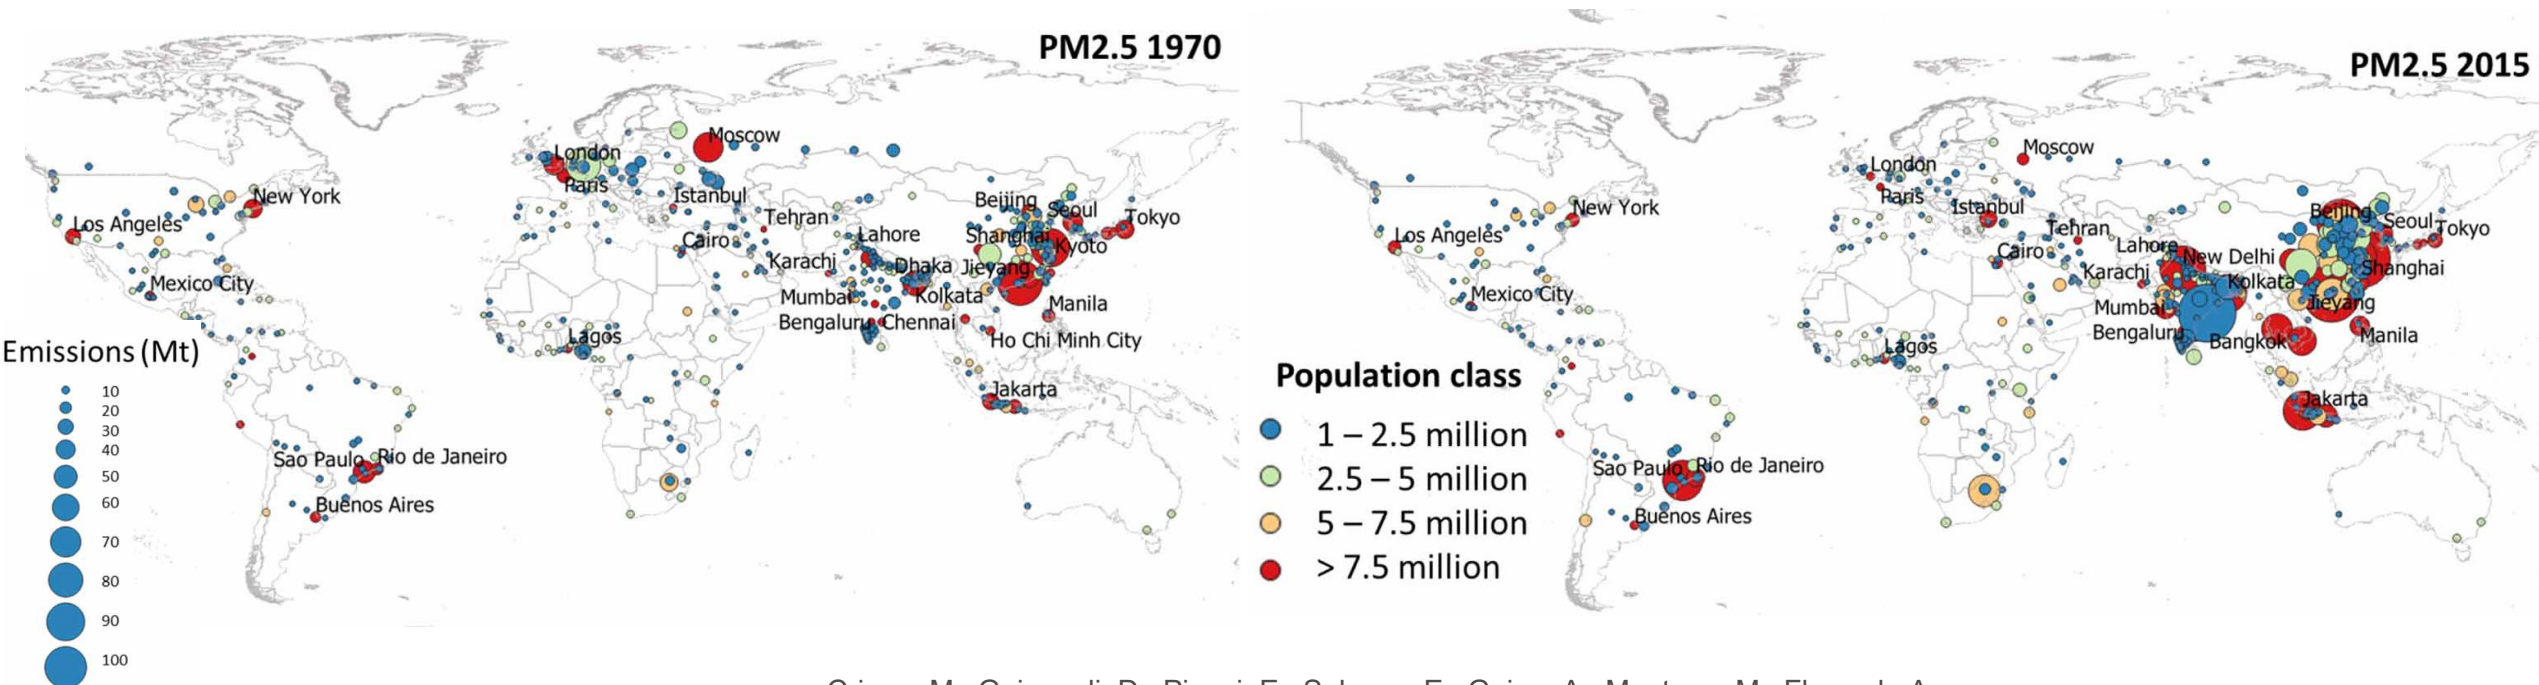 PM2.5 1970
Moscow
London
Paris
Istanbul
New York
Los Angeles
Mexico City
Tehran
Cairo
Lahore
Karachi
Beijing
Seoul
Tokyo
Shanghai
Kyoto
Dhaka
Jieyang
Mumbai
Kolkata
Manila
Bengaluru
Chennai
Ho Chi Minh City
Lagos
Jakarta
Sao Paulo
Rio de Janeiro
Buenos Aires
Emissions (Mt)
10
20
30
40
50
60
70
80
90
100
PM2.5 2015
Moscow
London
Paris
Istanbul
New York
Los Angeles
Mexico City
Tehran
Cairo
Lahore
Karachi
New Delhi
Beijing
Seoul
Tokyo
Shanghai
Kolkata
Jieyang
Mumbai
Bengaluru
Bangkok
Manila
Lagos
Jakarta
Sao Paulo
Rio de Janeiro
Buenos Aires
Population class
1 – 2.5 million
2.5 – 5 million
5 – 7.5 million
> 7.5 million